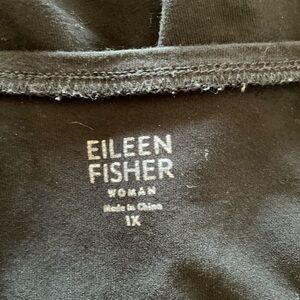 EILEEN
FISHER
WOMAN
Made in China
1X